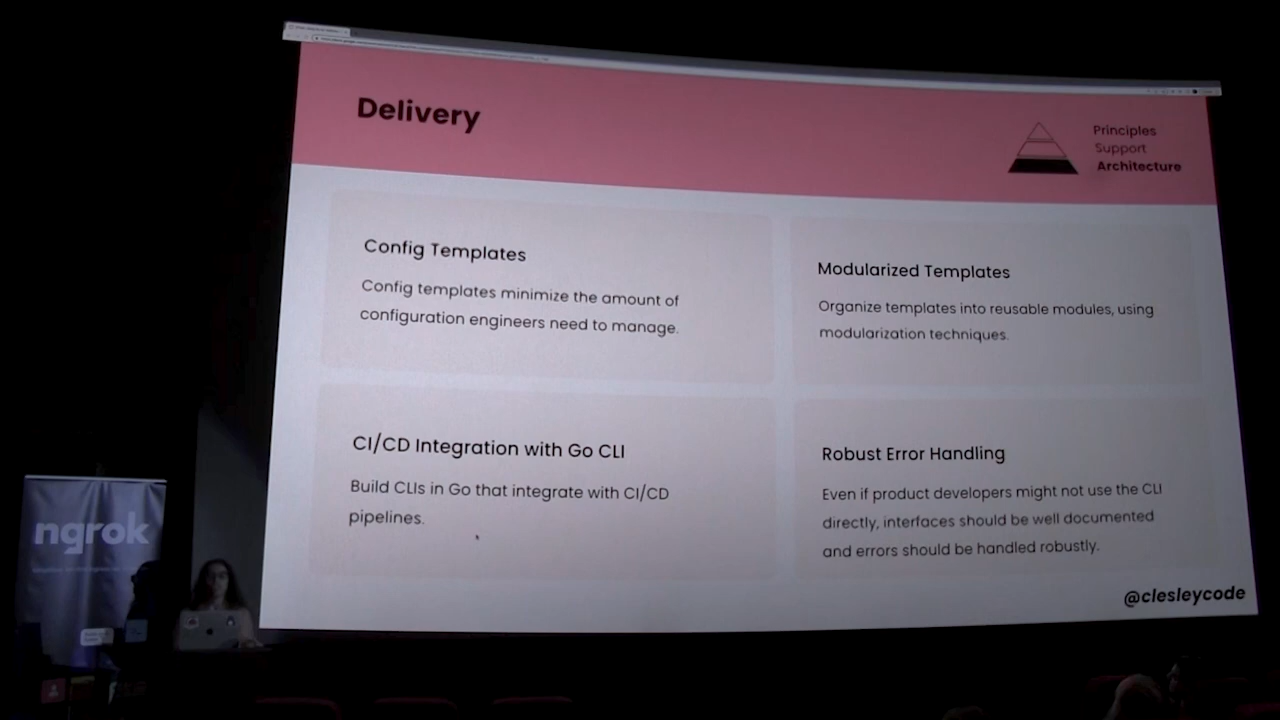 Delivery
Principles
Support
Architecture
Config Templates
Config templates minimize the amount of
configuration engineers need to manage.
Modularized Templates
Organize templates into reusable modules, using
modularization techniques.
CI/CD Integration with Go CLI
Build CLIs in Go that integrate with CI/CD
pipelines.
Robust Error Handling
Even if product developers might not use the CLI
directly, interfaces should be well documented
and errors should be handled robustly.
@clesleycode
ngrok